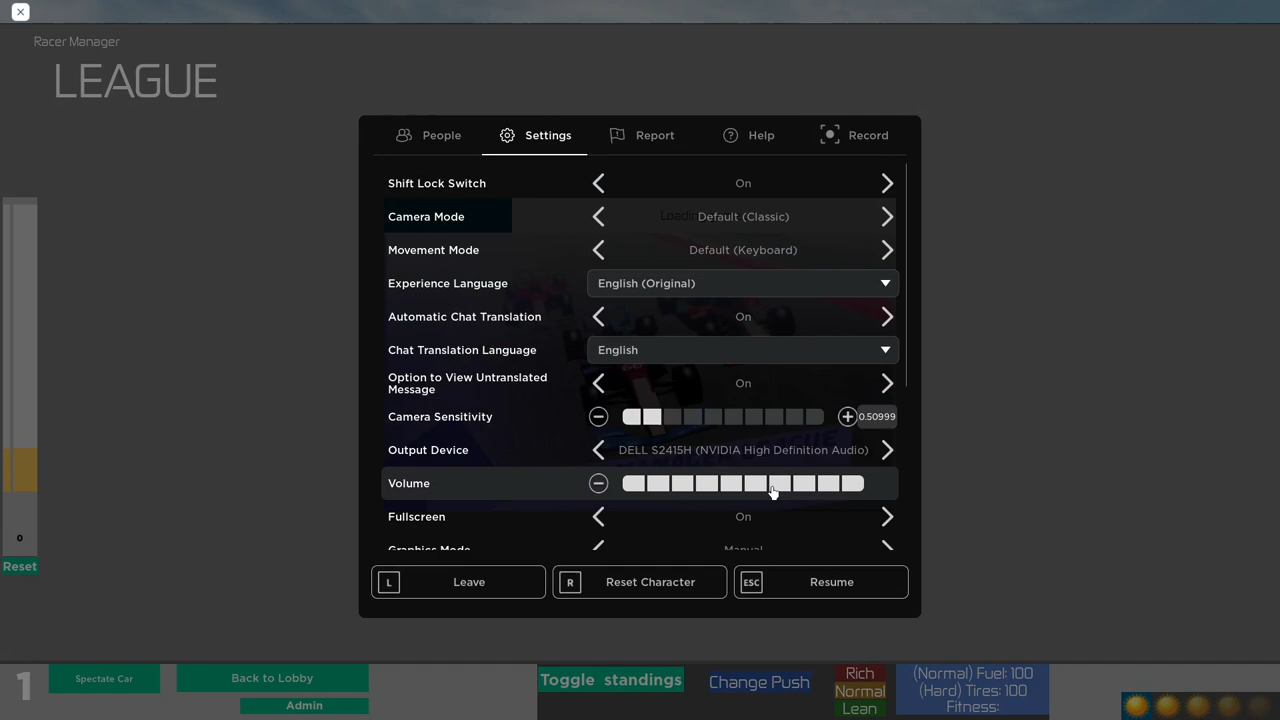 Racer Manager
LEAGUE
People
Settings
Report
Help
Record
Shift Lock Switch
On
Camera Mode
Default (Classic)
Movement Mode
Default (Keyboard)
Experience Language
English (Original)
Automatic Chat Translation
On
Chat Translation Language
English
Option to View Untranslated
Message
On
Camera Sensitivity
0.50999
Output Device
DELL S2415H (NVIDIA High Definition Audio)
Volume
Fullscreen
On
Graphics Mode
Manual
L
Leave
R
Reset Character
ESC
Resume
0
Reset
1
Spectate Car
Back to Lobby
Admin
Toggle standings
Change Push
Rich
Normal
Lean
(Normal) Fuel: 100
(Hard) Tires: 100
Fitness: